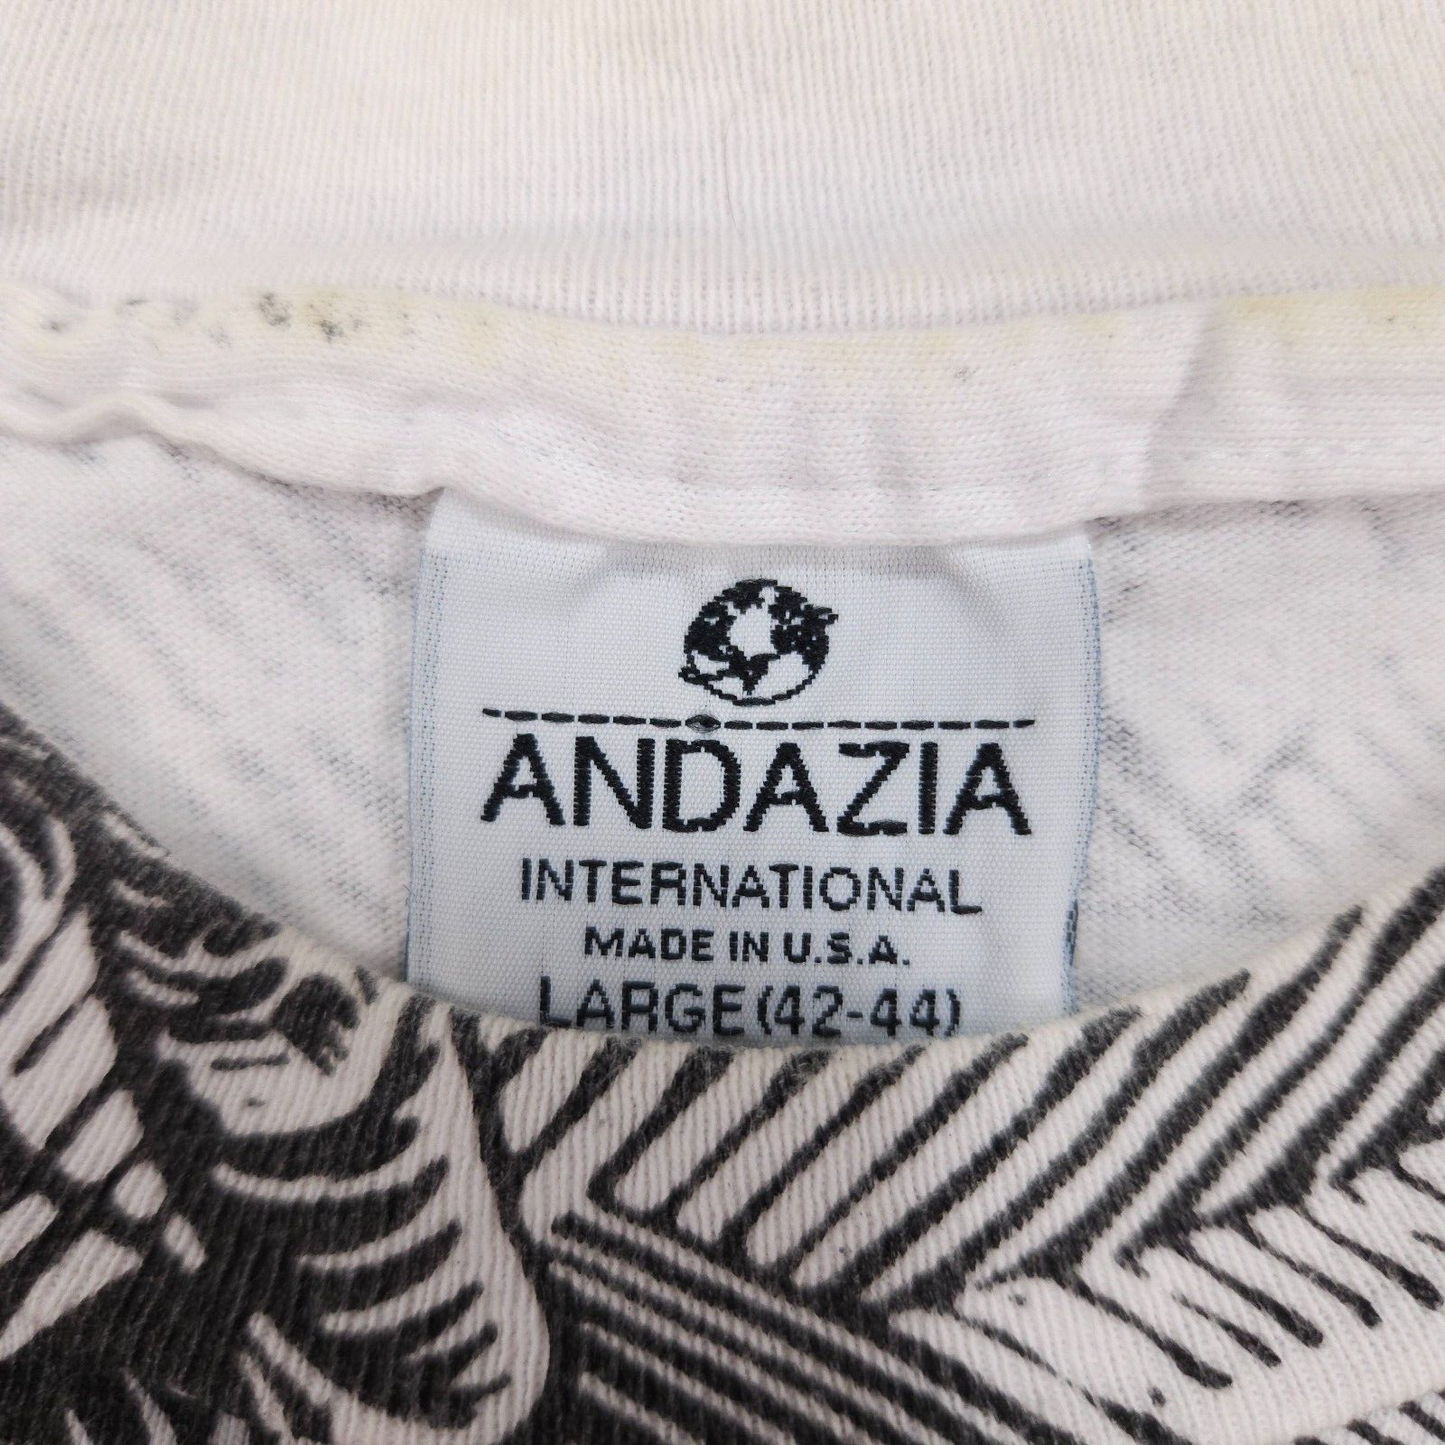 ANDAZIA
INTERNATIONAL
MADE IN U.S.A.
LARGE (42-44)